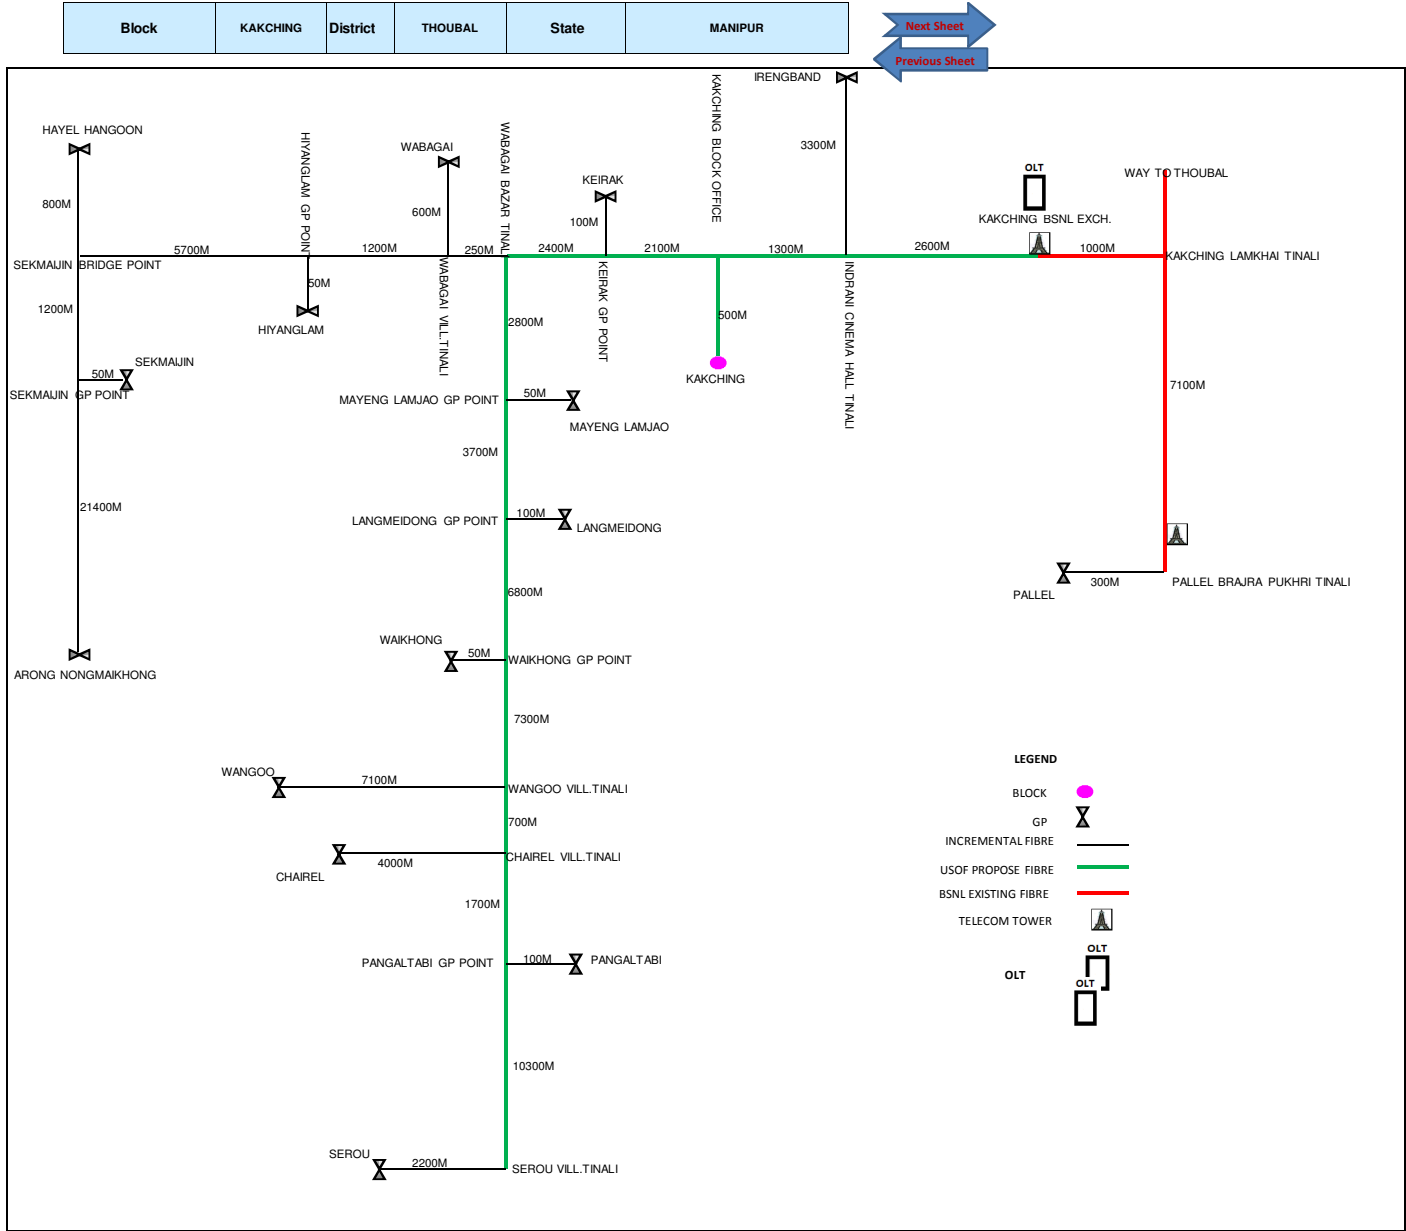 Block KAKCHING District THOUBAL State MANIPUR
Next Sheet
Previous Sheet
IRENGBAND
KAKCHING BLOCK OFFICE
HAYEL HANGOON
HIYANGLAM GP POINT
WABAGAI
WABAGAI BAZAR TINALI
3300M
OLT
WAY TO THOUBAL
KEIRAK
800M
600M
100M
KAKCHING BSNL EXCH.
5700M
1200M
250M
2400M
2100M
1300M
2600M
1000M
SEKMAIJIN BRIDGE POINT
KAKCHING LAMKHAI TINALI
WABAGAI VILL.TINALI
KEIRAK GP POINT
INDRANI CINEMA HALL TINALI
50M
1200M
HIYANGLAM
2800M
500M
SEKMAIJIN
50M
KAKCHING
7100M
SEKMAIJIN GP POINT
MAYENG LAMJAO GP POINT
50M
MAYENG LAMJAO
3700M
21400M
LANGMEIDONG GP POINT
100M
LANGMEIDONG
PALLEL
300M
PALLEL BRAJRA PUKHRI TINALI
6800M
WAIKHONG
50M
WAIKHONG GP POINT
ARONG NONGMAIKHONG
7300M
WANGOO
7100M
WANGOO VILL.TINALI
700M
4000M
CHAIREL VILL.TINALI
CHAIREL
1700M
PANGALTABI GP POINT
100M
PANGALTABI
10300M
SEROU
2200M
SEROU VILL.TINALI
LEGEND
BLOCK
GP
INCREMENTAL FIBRE
USOF PROPOSE FIBRE
BSNL EXISTING FIBRE
TELECOM TOWER
OLT
OLT
OLT